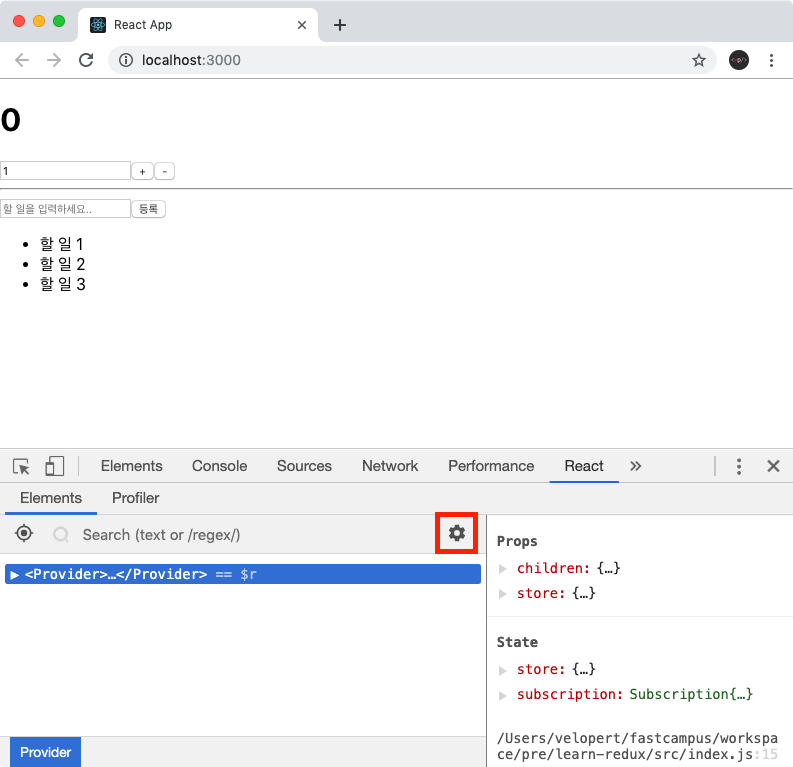 React App
localhost:3000
0
1 + -
할 일을 입력하세요.. 등록
• 할 일 1
• 할 일 2
• 할 일 3
Elements Console Sources Network Performance React »
Elements Profiler
Search (text or /regex/)
<Provider>…</Provider> == $r
Provider
Props
children: {…}
store: {…}
State
store: {…}
subscription: Subscription{…}
/Users/velopert/fastcampus/workspa
ce/pre/learn-redux/src/index.js:15